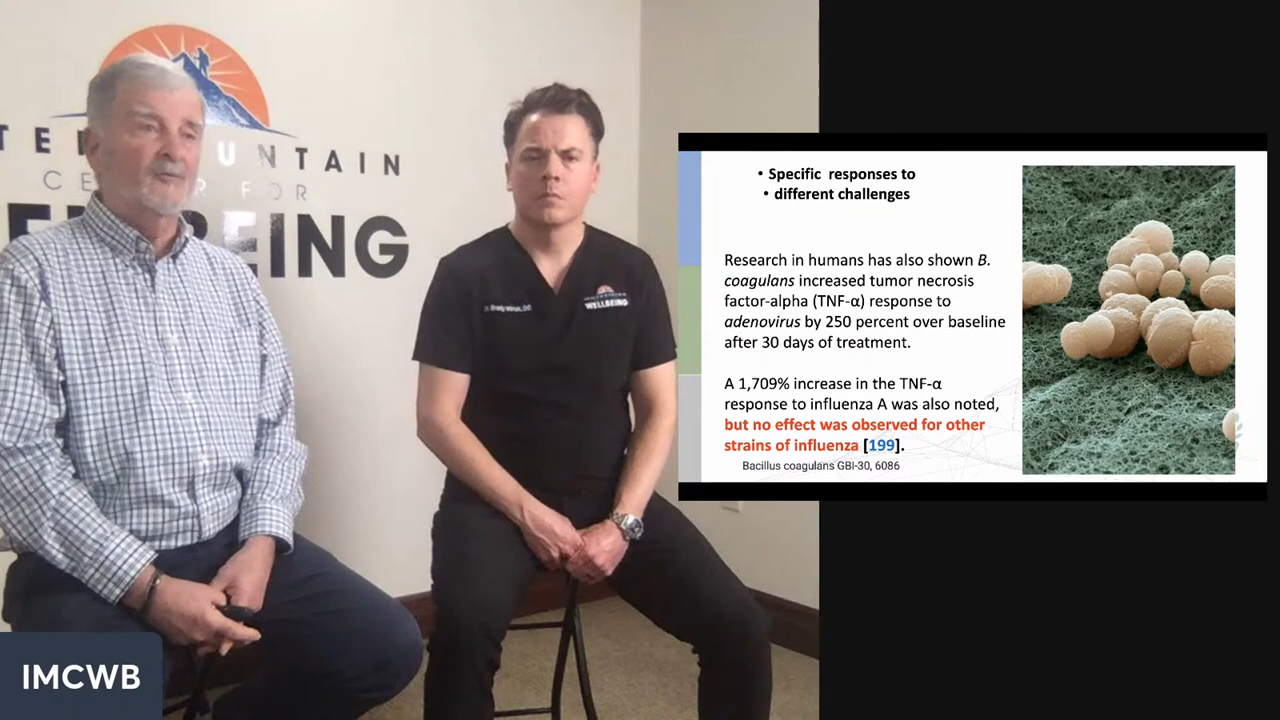 UNTAIN
CE R FOR
BEING
WELLBEING
IMCWB
• Specific responses to
• different challenges
Research in humans has also shown B.
coagulans increased tumor necrosis
factor-alpha (TNF-α) response to
adenovirus by 250 percent over baseline
after 30 days of treatment.
A 1,709% increase in the TNF-α
response to influenza A was also noted,
but no effect was observed for other
strains of influenza [199].
Bacillus coagulans GBI-30, 6086